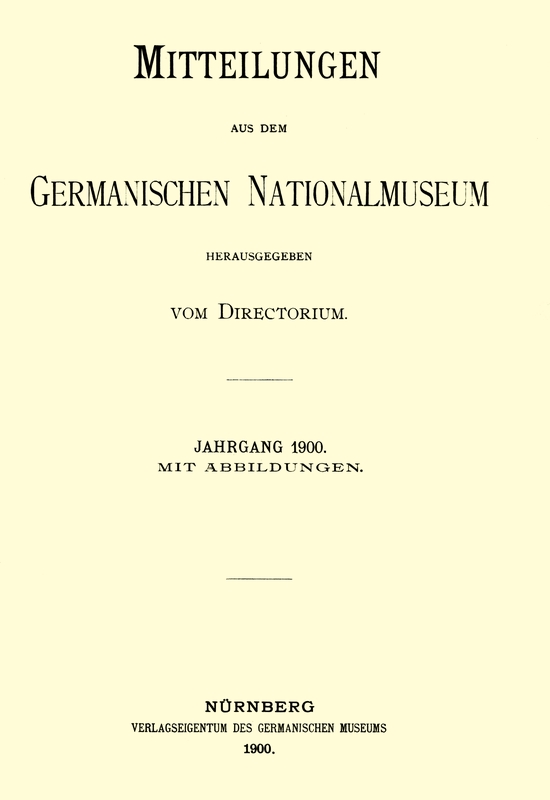 MITTEILUNGEN
AUS DEM
GERMANISCHEN NATIONALMUSEUM
HERAUSGEGEBEN
VOM DIRECTORIUM.
JAHRGANG 1900.
MIT ABBILDUNGEN.
NÜRNBERG
VERLAGSEIGENTUM DES GERMANISCHEN MUSEUMS
1900.